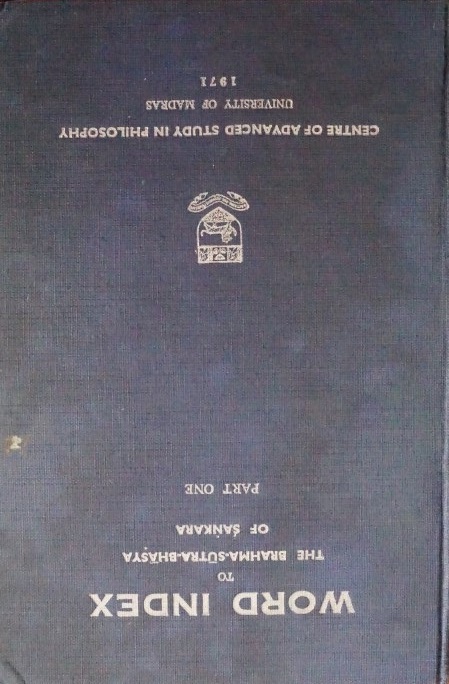 WORD INDEX
TO
THE BRAHMA-SŪTRA-BHĀṢYA
OF ŚAṄKARA
PART ONE
CENTRE OF ADVANCED STUDY IN PHILOSOPHY
UNIVERSITY OF MADRAS
1971